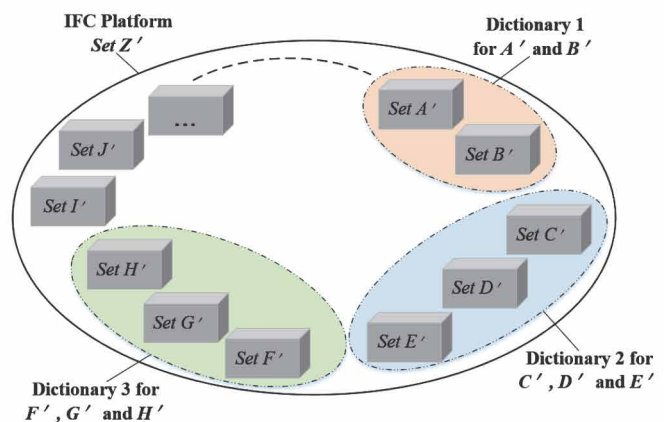 IFC Platform
Set Z′
Dictionary 1
for A′ and B′
...
Set A′
Set J′
Set B′
Set I′
Set C′
Set H′
Set D′
Set G′
Set E′
Set F′
Dictionary 2 for
C′, D′ and E′
Dictionary 3 for
F′, G′ and H′